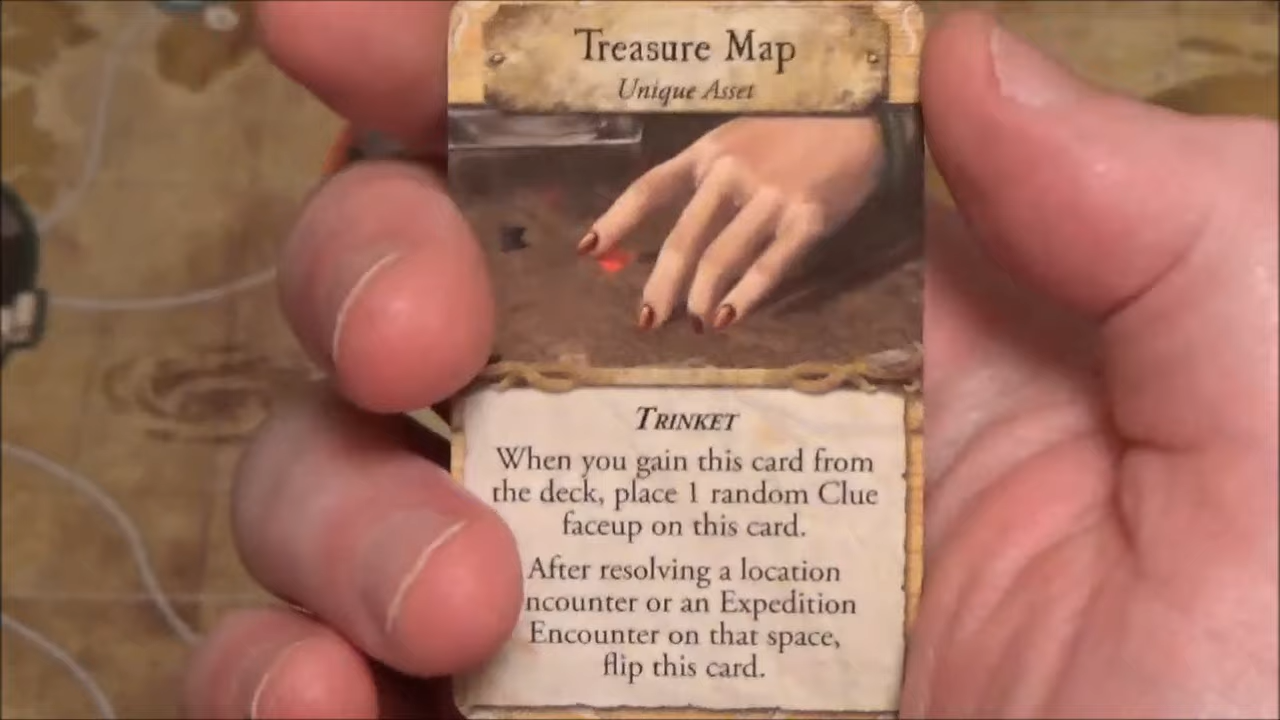 Treasure Map
Unique Asset
TRINKET
When you gain this card from
the deck, place 1 random Clue
faceup on this card.
After resolving a location
ncounter or an Expedition
Encounter on that space,
flip this card.